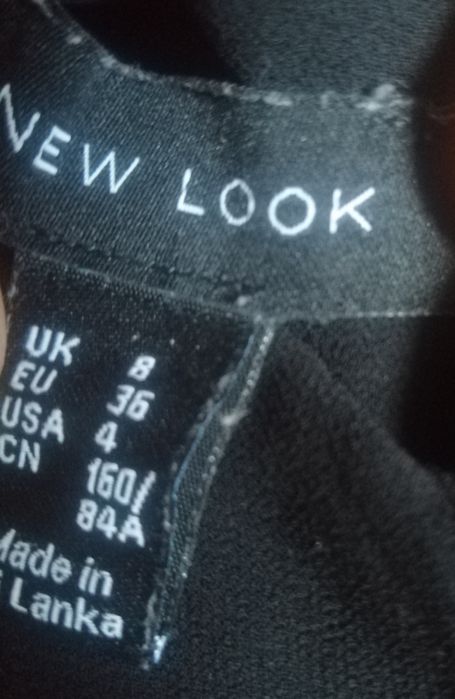 NEW LOOK
UK 8
EU 36
USA 4
CN 160/
84A
Made in
Lanka